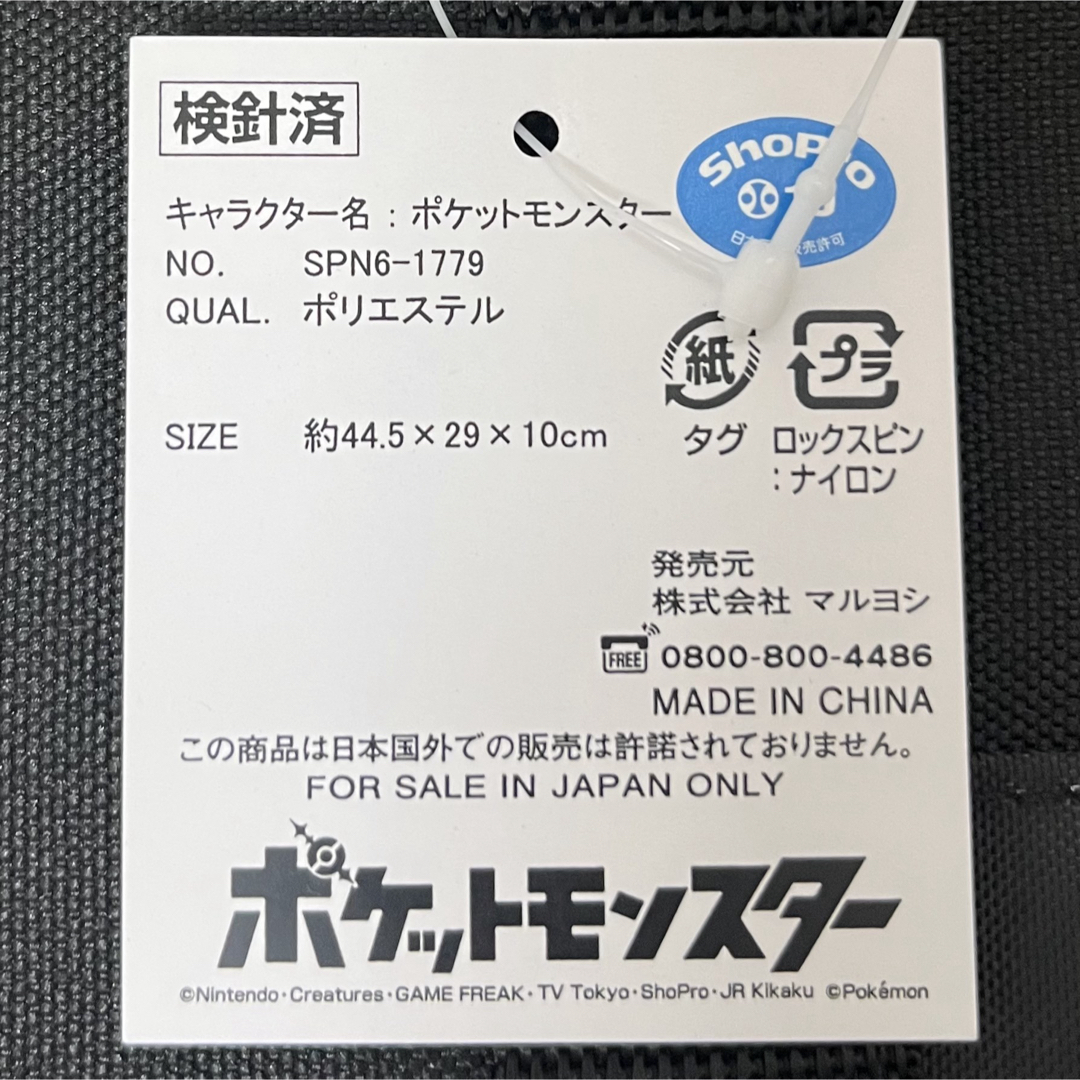 検針済
ShoPro
日
販売許可
キャラクター名 : ポケットモンスター
NO. SPN6-1779
QUAL. ポリエステル
SIZE 約44.5×29×10cm
紙
プラ
タグ
ロックスピン
:ナイロン
発売元
株式会社 マルヨシ
FREE 0800-800-4486
MADE IN CHINA
この商品は日本国外での販売は許諾されておりません。
FOR SALE IN JAPAN ONLY
ポケットモンスター
©Nintendo・Creatures・GAME FREAK・TV Tokyo・ShoPro・JR Kikaku ©Pokémon